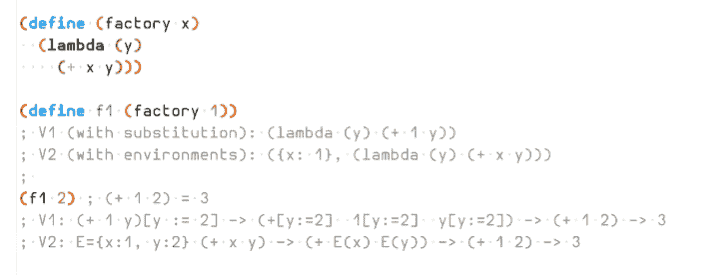 (define (factory x)
(lambda (y)
(+ x y)))
(define f1 (factory 1))
; V1 (with substitution): (lambda (y) (+ 1 y))
; V2 (with environments): ({x: 1}, (lambda (y) (+ x y)))
;
(f1 2) ; (+ 1 2) = 3
; V1: (+ 1 y)[y := 2] -> (+[y:=2] 1[y:=2] y[y:=2]) -> (+ 1 2) -> 3
; V2: E={x:1, y:2} (+ x y) -> (+ E(x) E(y)) -> (+ 1 2) -> 3